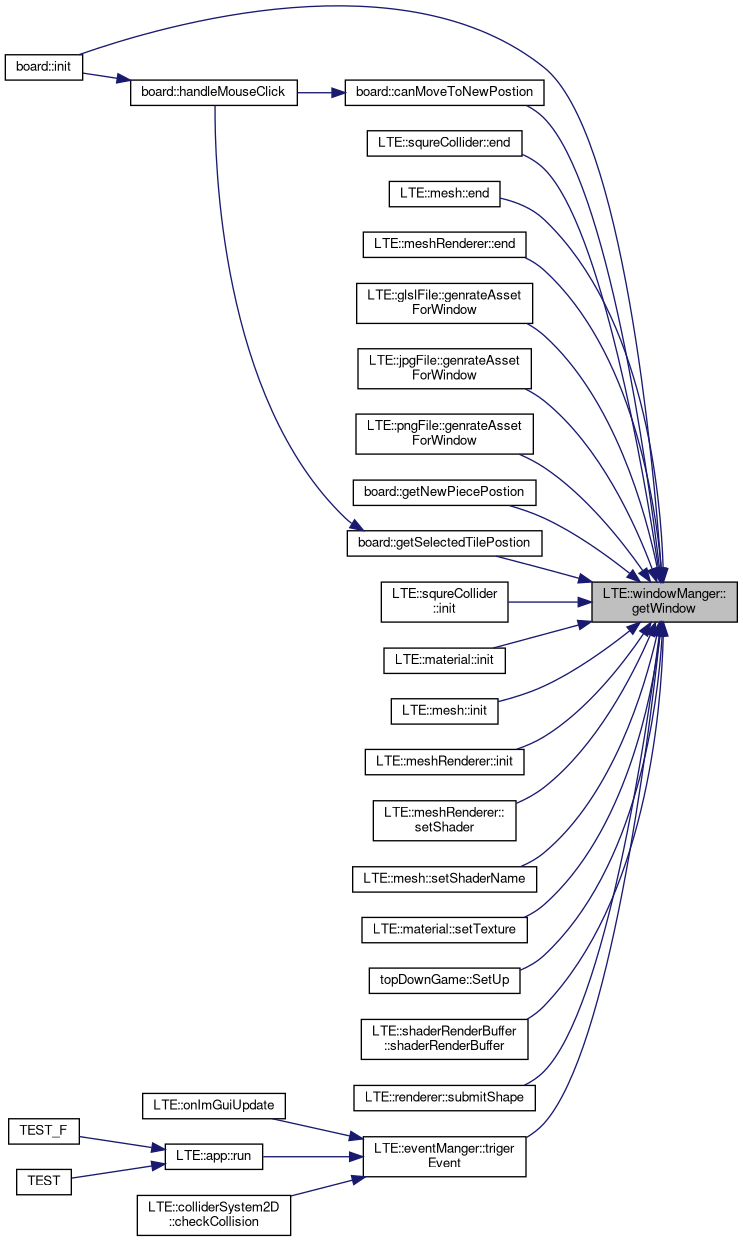 board::init
board::handleMouseClick
board::canMoveToNewPostion
LTE::squreCollider::end
LTE::mesh::end
LTE::meshRenderer::end
LTE::glslFile::genrateAsset
ForWindow
LTE::jpgFile::genrateAsset
ForWindow
LTE::pngFile::genrateAsset
ForWindow
board::getNewPiecePostion
board::getSelectedTilePostion
LTE::windowManger::
getWindow
LTE::squreCollider
::init
LTE::material::init
LTE::mesh::init
LTE::meshRenderer::init
LTE::meshRenderer::
setShader
LTE::mesh::setShaderName
LTE::material::setTexture
topDownGame::SetUp
LTE::shaderRenderBuffer
::shaderRenderBuffer
LTE::renderer::submitShape
LTE::onImGuiUpdate
TEST_F
LTE::app::run
LTE::eventManger::triger
Event
TEST
LTE::colliderSystem2D
::checkCollision